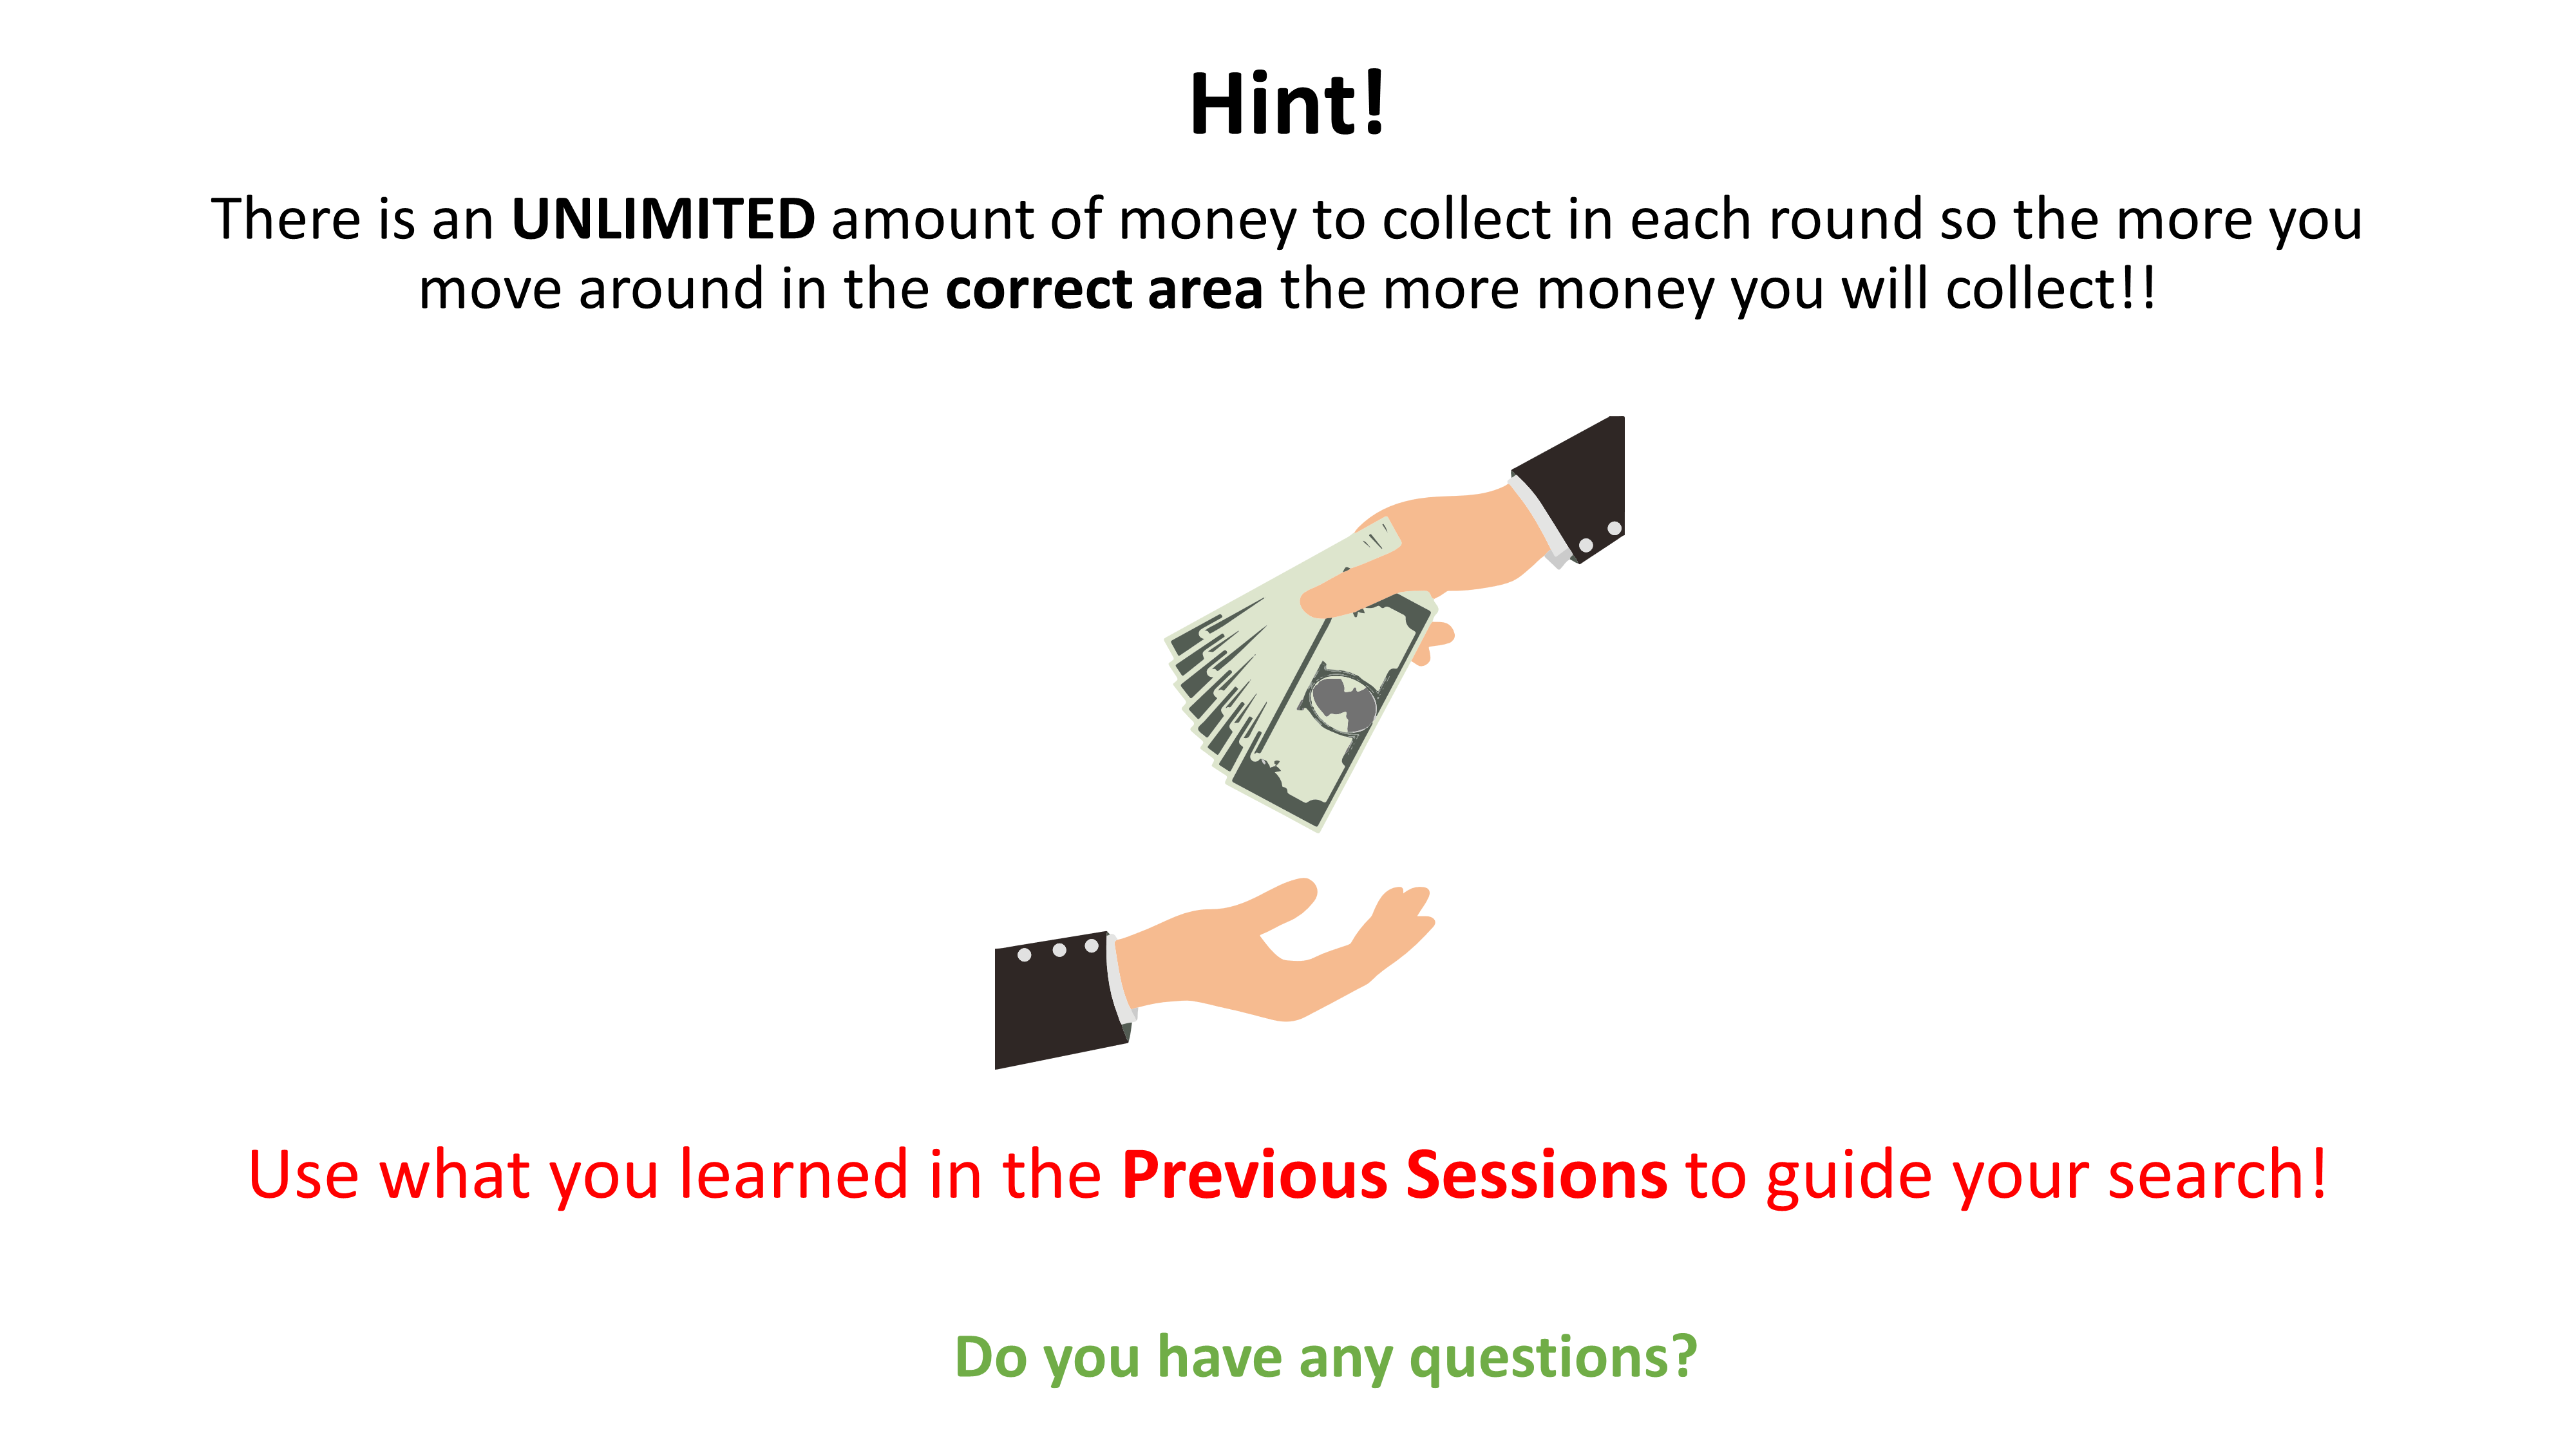 Hint!
There is an UNLIMITED amount of money to collect in each round so the more you
move around in the correct area the more money you will collect!!
Use what you learned in the Previous Sessions to guide your search!
Do you have any questions?